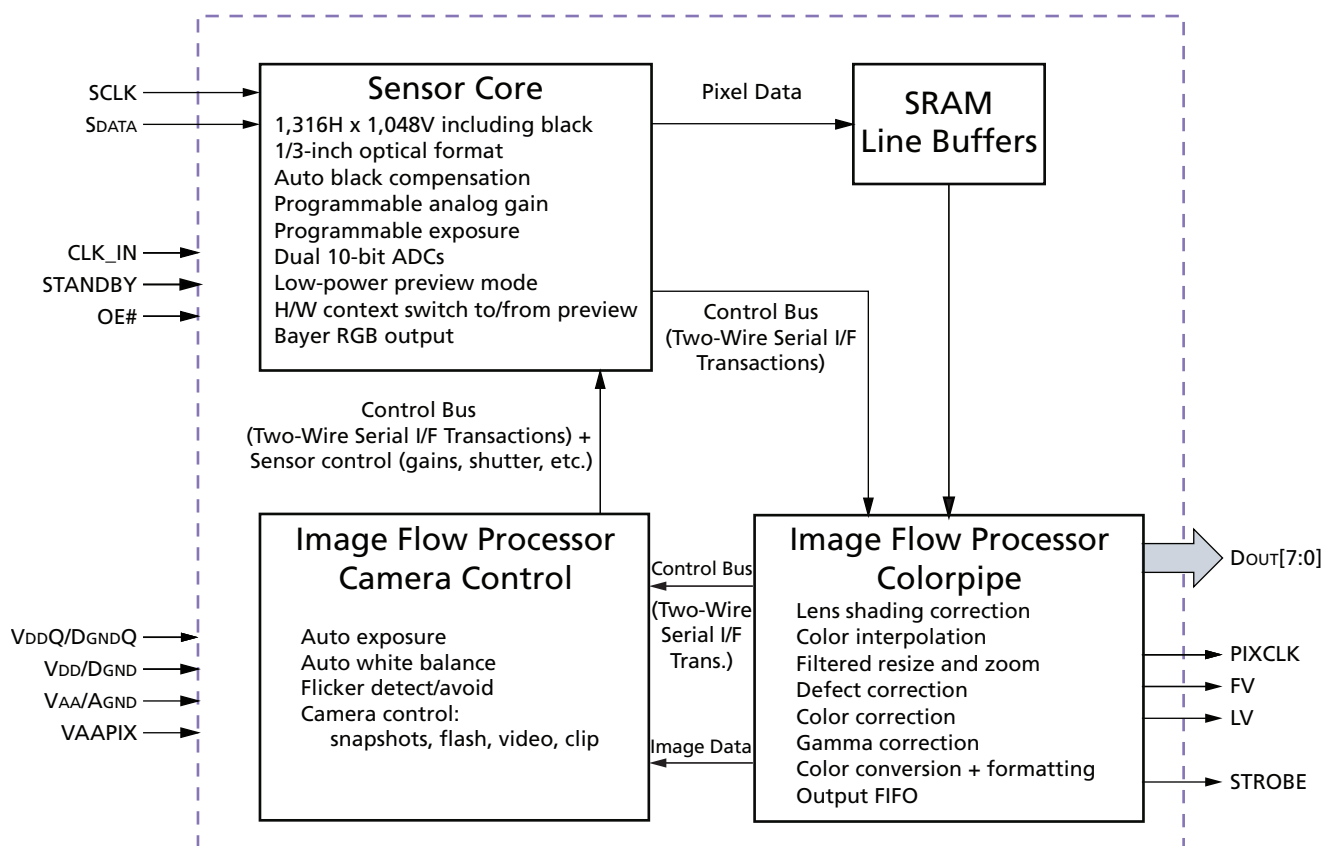 SCLK
SDATA
CLK_IN
STANDBY
OE#
Sensor Core
1,316H x 1,048V including black
1/3-inch optical format
Auto black compensation
Programmable analog gain
Programmable exposure
Dual 10-bit ADCs
Low-power preview mode
H/W context switch to/from preview
Bayer RGB output
Pixel Data
SRAM
Line Buffers
Control Bus
(Two-Wire Serial I/F
Transactions)
Control Bus
(Two-Wire Serial I/F Transactions) +
Sensor control (gains, shutter, etc.)
VDDQ/DGNDQ
VDD/DGND
VAA/AGND
VAAPIX
Image Flow Processor
Camera Control
Auto exposure
Auto white balance
Flicker detect/avoid
Camera control:
snapshots, flash, video, clip
Control Bus
(Two-Wire
Serial I/F
Trans.)
Image Data
Image Flow Processor
Colorpipe
Lens shading correction
Color interpolation
Filtered resize and zoom
Defect correction
Color correction
Gamma correction
Color conversion + formatting
Output FIFO
DOUT[7:0]
PIXCLK
FV
LV
STROBE